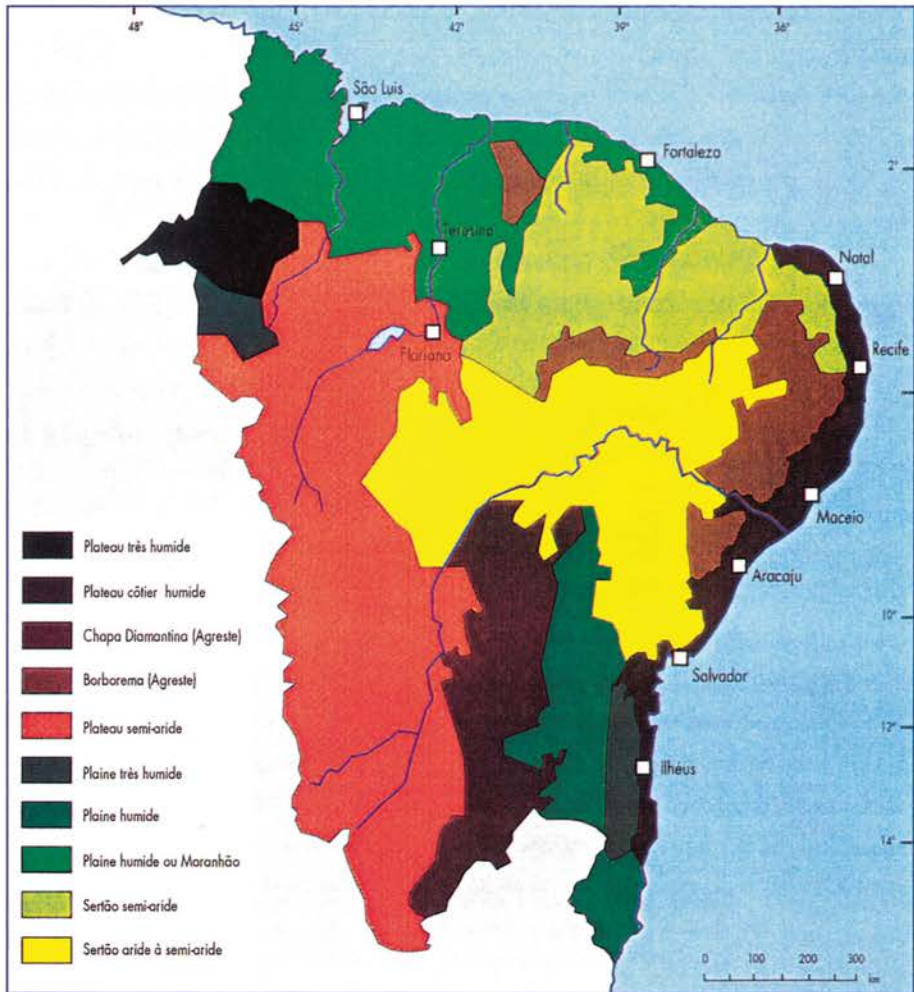 48°
45°
42°
39°
36°
São Luis
Fortaleza
2°
Teresina
Natal
Floriano
Recife
Maceio
Aracaju
10°
Salvador
12°
Ilhéus
14°
Plateau très humide
Plateau côtier humide
Chapa Diamantina (Agreste)
Borborema (Agreste)
Plateau semi-aride
Plaine très humide
Plaine humide
Plaine humide ou Maranhão
Sertão semi-aride
Sertão aride à semi-aride
0 100 200 300
km